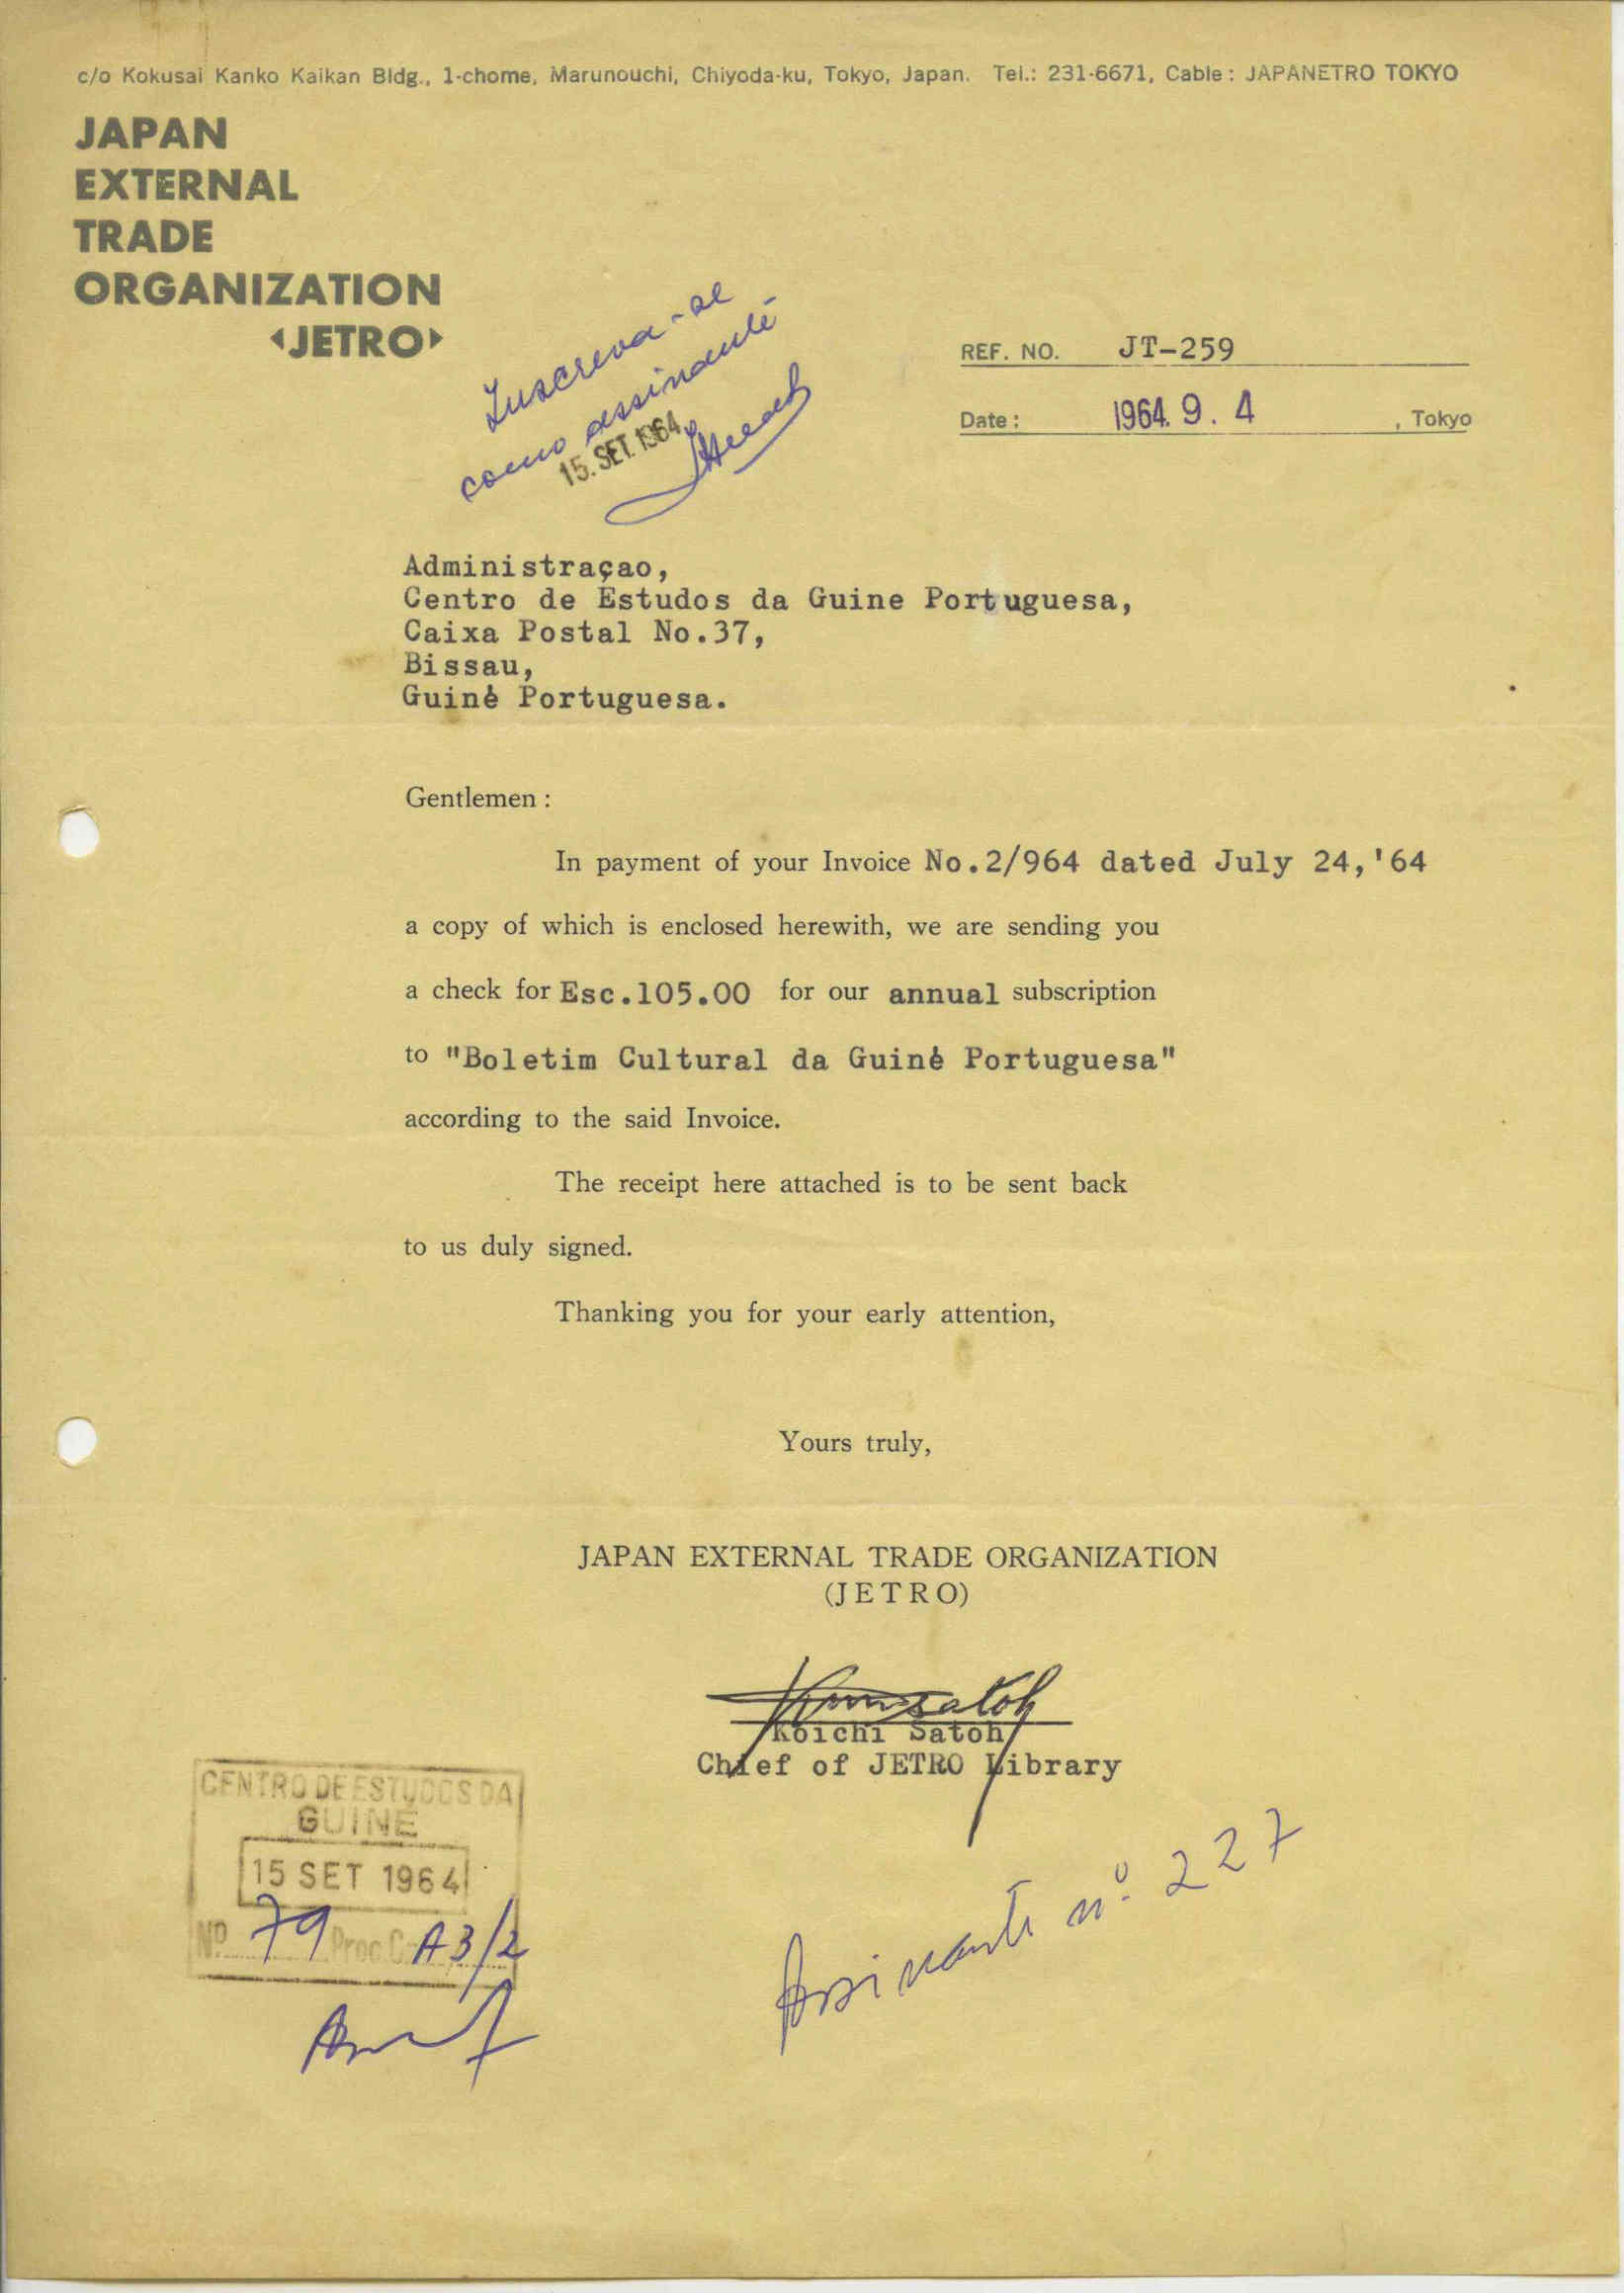 c/o Kokusai Kanko Kaikan Bldg., 1-chome, Marunouchi, Chiyoda-ku, Tokyo, Japan. Tel.: 231-6671, Cable: JAPANETRO TOKYO
JAPAN
EXTERNAL
TRADE
ORGANIZATION
◂JETRO▸
Inscreva-se
como assinante
15. SET. 1964
REF. NO. JT-259
Date: 1964. 9. 4 , Tokyo
Administraçao,
Centro de Estudos da Guine Portuguesa,
Caixa Postal No.37,
Bissau,
Guinè Portuguesa.
Gentlemen:
In payment of your Invoice No.2/964 dated July 24,'64
a copy of which is enclosed herewith, we are sending you
a check for Esc.105.00 for our annual subscription
to "Boletim Cultural da Guinè Portuguesa"
according to the said Invoice.
The receipt here attached is to be sent back
to us duly signed.
Thanking you for your early attention,
Yours truly,
JAPAN EXTERNAL TRADE ORGANIZATION
(JETRO)
Koichi Satoh
Chief of JETRO Library
CENTRO DE ESTUDOS DA
GUINÉ
15 SET 1964
Nº 79 Proc. A3/2
Assinante nº. 227